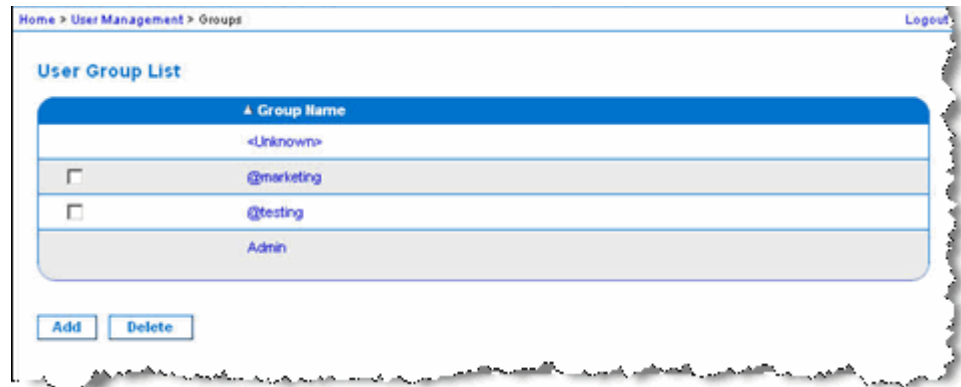 Home > User Management > Groups Logout
User Group List
▲ Group Name
<Unknown>
@marketing
@testing
Admin
Add Delete